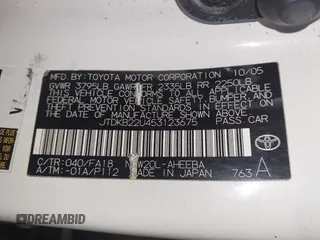 MFD. BY: TOYOTA MOTOR CORPORATION 10/05
GVWR 3795LB GAWR FR 2335LB RR 2250LB
THIS VEHICLE CONFORMS TO ALL APPLICABLE
FEDERAL MOTOR VEHICLE SAFETY, BUMPER, AND
THEFT PREVENTION STANDARDS IN EFFECT ON THE
DATE OF MANUFACTURE SHOWN ABOVE.
JTDKB22U453123675 PASS.CAR
C/TR: 040/FA18 NHW20L-AHEEBA
A/TM: -01A/P112 MADE IN JAPAN 763 A
TOYOTA
DREAMBID